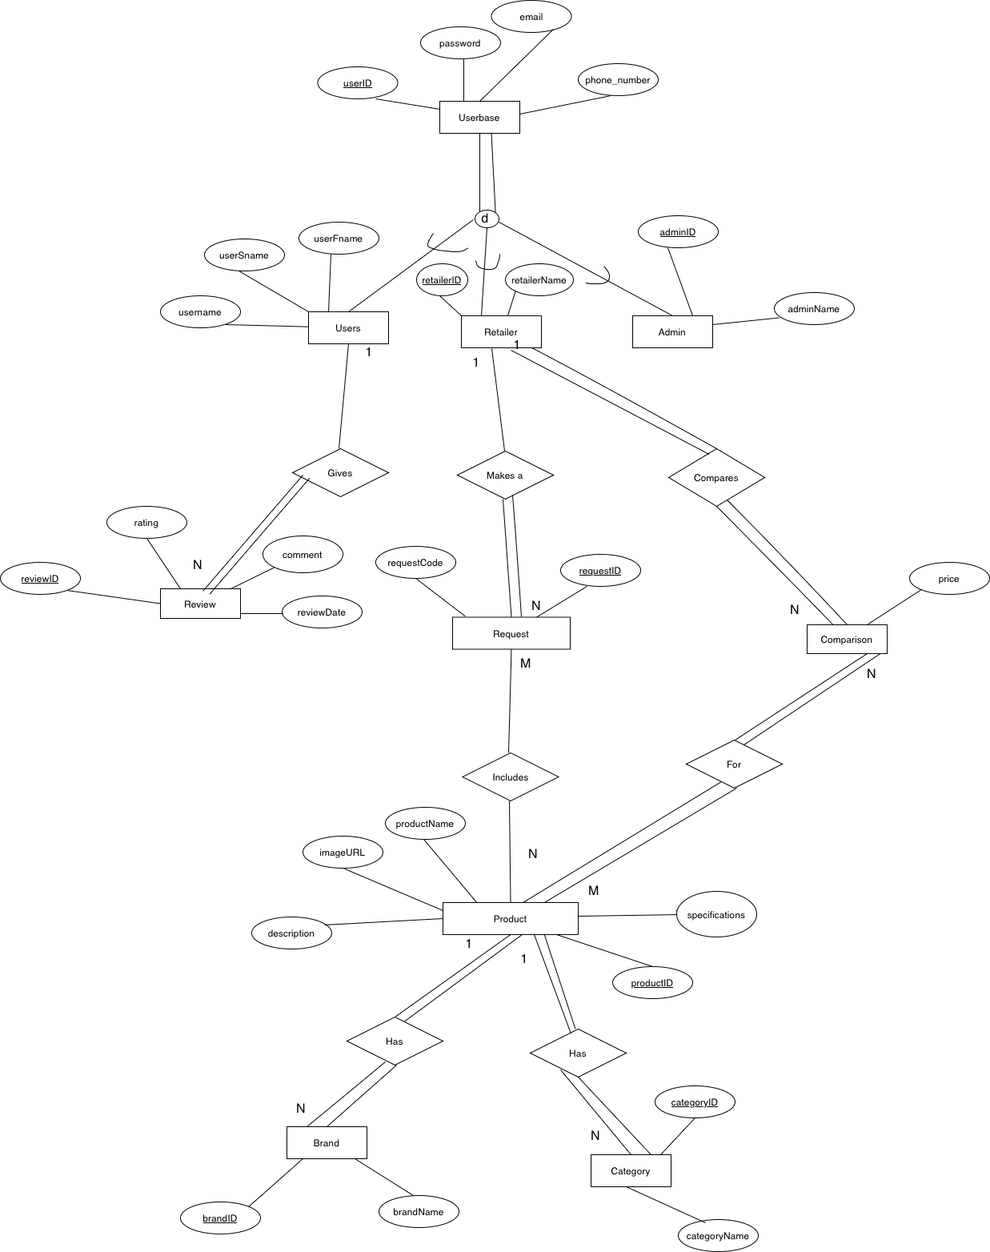 email
password
userID
phone_number
Userbase
d
adminID
userFname
userSname
retailerID
retailerName
username
adminName
Users
Retailer
Admin
1
1
1
Gives
Makes a
Compares
rating
N
comment
requestCode
requestID
reviewID
price
Review
reviewDate
N
N
Request
Comparison
M
N
For
Includes
productName
imageURL
N
M
Product
specifications
description
1
1
productID
Has
Has
categoryID
N
N
Brand
Category
brandID
brandName
categoryName